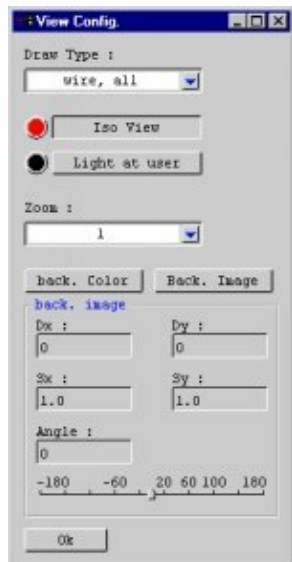 View Config.
Draw Type :
wire, all
Iso View
Light at user
Zoom :
1
back. Color Back. Image
back. image
Dx : Dy :
0 0
Sx : Sy :
1.0 1.0
Angle :
0
-180 -60 20 60 100 180
Ok